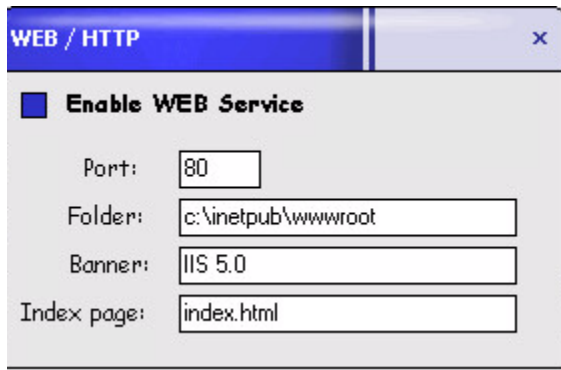 WEB / HTTP x
Enable WEB Service
Port: 80
Folder: c:\inetpub\wwwroot
Banner: IIS 5.0
Index page: index.html